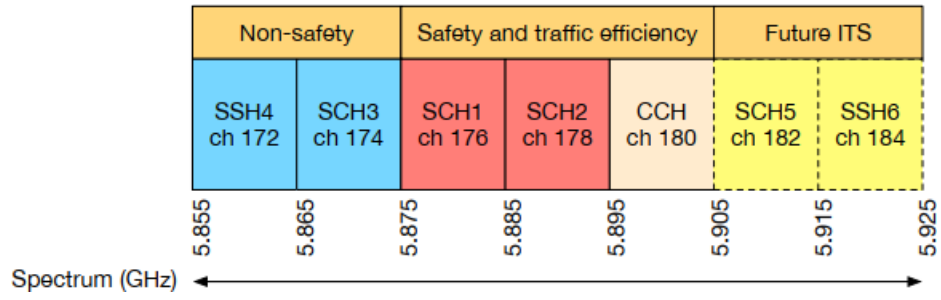 Non-safety Safety and traffic efficiency Future ITS
SSH4 SCH3 SCH1 SCH2 CCH SCH5 SSH6
ch 172 ch 174 ch 176 ch 178 ch 180 ch 182 ch 184
5.855 5.865 5.875 5.885 5.895 5.905 5.915 5.925
Spectrum (GHz)